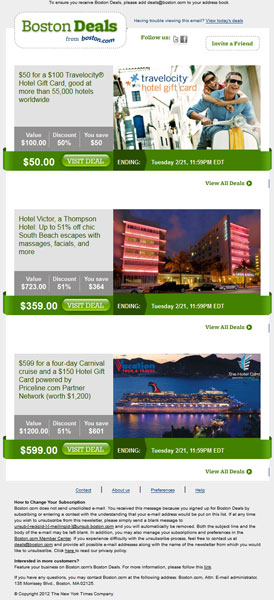 To ensure you receive Boston Deals, please add deals@boston.com to your address book
Boston Deals
from boston.com
Having trouble viewing this email? View today's deals
Follow us:
Invite a Friend
$50 for a $100 Travelocity®
Hotel Gift Card, good at
more than 55,000 hotels
worldwide
travelocity
hotel gift card
Value Discount You save
$100.00 50% $50
$50.00 VISIT DEAL ENDING: Tuesday 2/21, 11:59PM EDT
View All Deals
Hotel Victor, a Thompson
Hotel: Up to 51% off chic
South Beach escapes with
massages, facials, and
more
Value Discount You save
$723.00 51% $364
$359.00 VISIT DEAL ENDING: Tuesday 2/21, 11:59PM EDT
View All Deals
$599 for a four-day Carnival
cruise and a $150 Hotel Gift
Card powered by
Priceline.com Partner
Network (worth $1,200)
Vacation
The Hotel Card
Value Discount You save
$1200.00 51% $601
$599.00 VISIT DEAL ENDING: Tuesday 2/21, 11:59PM EDT
View All Deals
Contact | About us | Preferences | Help
How to Change Your Subscription
Boston.com does not send unsolicited e-mail. You received this message because you signed up for Boston Deals by
subscribing or entering a contest with the understanding that your e-mail address would be put on this list. If at any time
you wish to unsubscribe from this newsletter, please simply send a blank message to
and you will automatically be removed. Both the subject line and the
body of the e-mail may be left blank. In addition, you may also manage your subscriptions and preferences in the
Boston.com Member Center. If you experience difficulty with the unsubscribe process, feel free to contact us at
deals@boston.com and provide all possible e-mail addresses along with the name of the newsletter from which you would
like to unsubscribe. Click here to read our privacy policy.
Interested in more customers?
Feature your business on Boston.com's Boston Deals. For more information, please follow this link.
If you have any questions, you may contact Boston.com at the following address: Boston.com, Attn: E-mail administrator,
135 Morrissey Blvd., Boston, MA 02125
© Copyright 2012 The New York Times Company